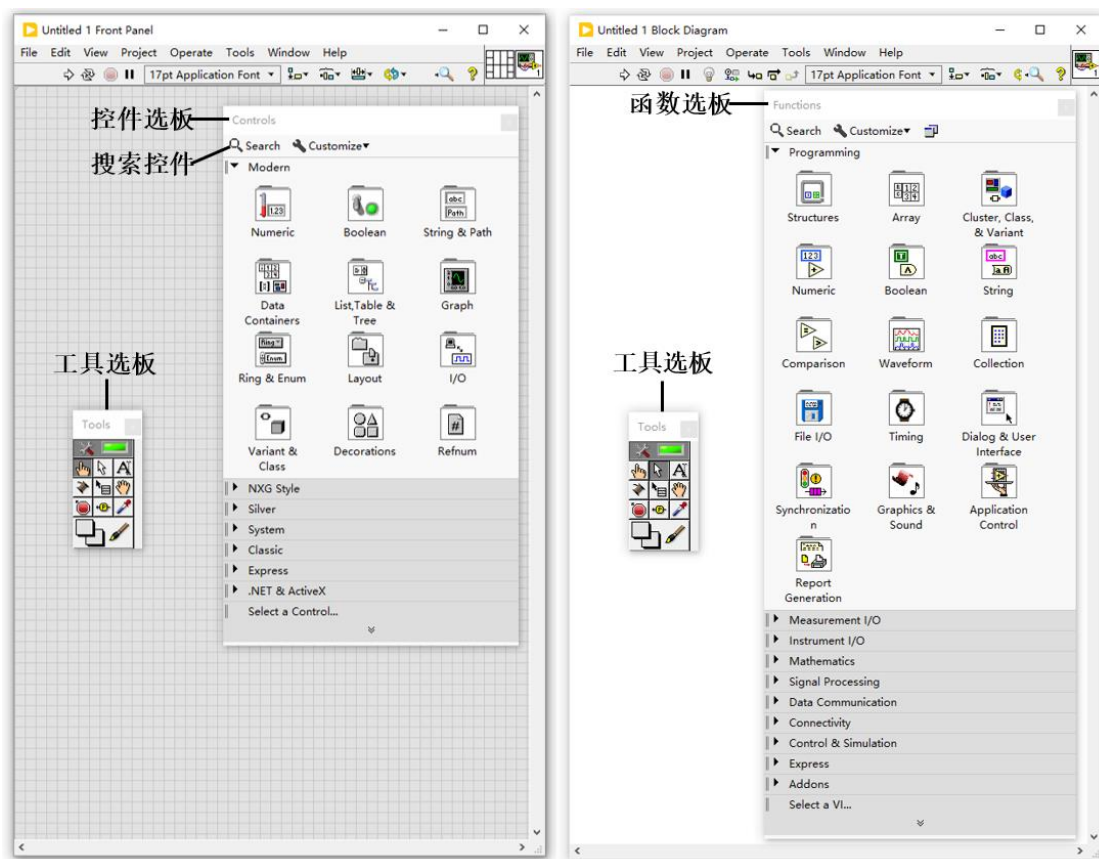 Untitled 1 Front Panel
File Edit View Project Operate Tools Window Help
17pt Application Font
控件选板
Controls
搜索控件
Search Customize
Modern
Numeric Boolean String & Path
Data Containers
List,Table & Tree
Graph
Ring & Enum Layout I/O
Variant & Class
Decorations
Refnum
NXG Style
Silver
System
Classic
Express
.NET & ActiveX
Select a Control...
工具选板
Tools
Untitled 1 Block Diagram
File Edit View Project Operate Tools Window Help
17pt Application Font
函数选板
Functions
Search Customize
Programming
Structures Array Cluster, Class, & Variant
Numeric Boolean String
Comparison Waveform Collection
File I/O Timing Dialog & User Interface
Synchronizatio n
Graphics & Sound
Application Control
Report Generation
Measurement I/O
Instrument I/O
Mathematics
Signal Processing
Data Communication
Connectivity
Control & Simulation
Express
Addons
Select a VI...
工具选板
Tools